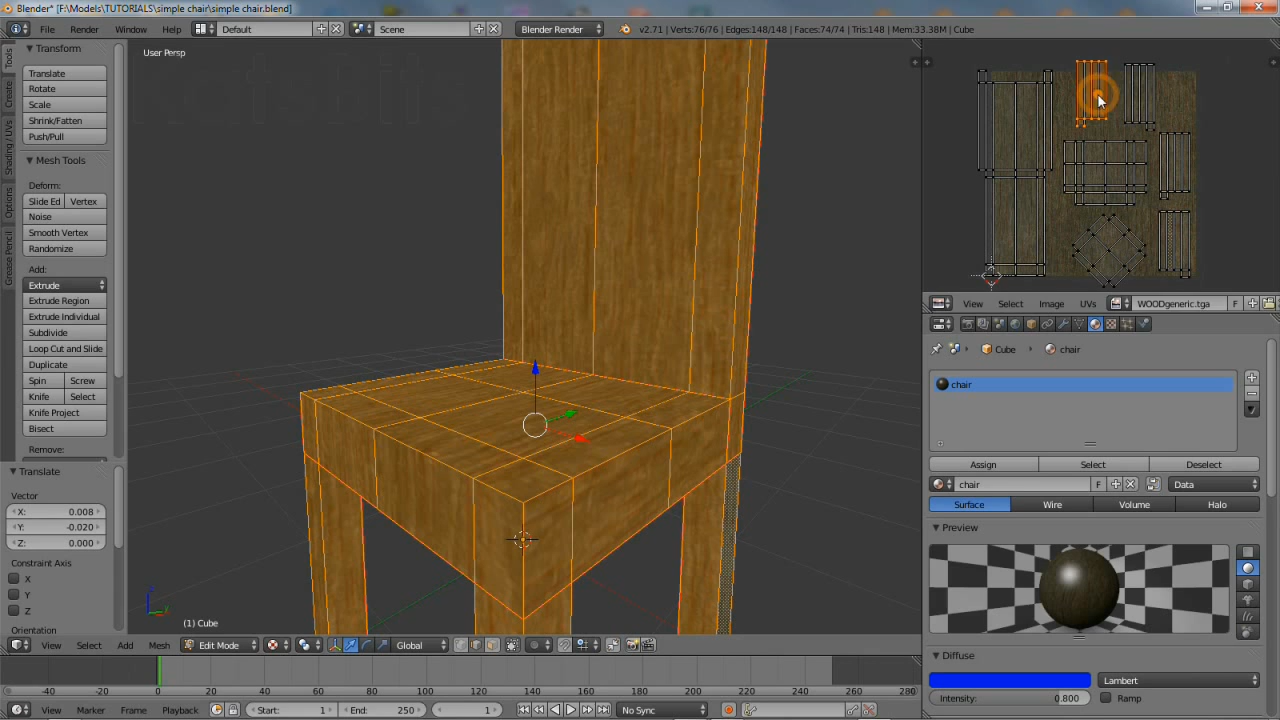 Blender* [F:\Models\TUTORIALS\simple chair\simple chair.blend]
File Render Window Help Default Scene Blender Render v2.71 | Verts:76/76 | Edges:148/148 | Faces:74/74 | Tris:148 | Mem:33.38M | Cube
Tools
Create
Shading / UVs
Options
Grease Pencil
Transform
Translate
Rotate
Scale
Shrink/Fatten
Push/Pull
Mesh Tools
Deform:
Slide Ed Vertex
Noise
Smooth Vertex
Randomize
Add:
Extrude
Extrude Region
Extrude Individual
Subdivide
Loop Cut and Slide
Duplicate
Spin Screw
Knife Select
Knife Project
Bisect
Remove:
Translate
Vector
X: 0.008
Y: -0.020
Z: 0.000
Constraint Axis
X
Y
Z
Orientation
User Persp
(1) Cube
View Select Add Mesh Edit Mode Global
-40 -20 0 20 40 60 80 100 120 140 160 180 200 220 240 260 280
View Marker Frame Playback Start: 1 End: 250 1 No Sync
View Select Image UVs WOODgeneric.tga F
Cube chair
chair
Assign Select Deselect
chair F Data
Surface Wire Volume Halo
Preview
Diffuse
Lambert
Intensity: 0.800 Ramp